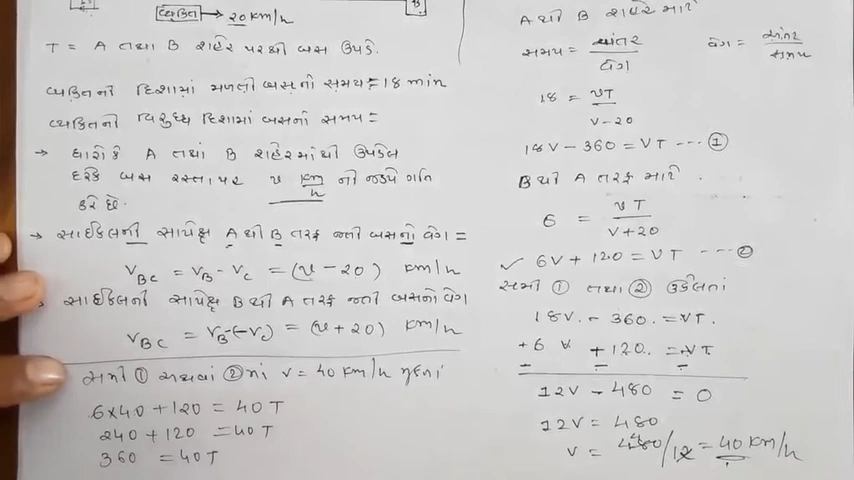 વ્યક્તિ → 20 km/h
B
T = A તથા B શહેર પરથી બસ ઉપડે.
વ્યક્તિની દિશામાં મળતી બસનો સમય = 18 min
વ્યક્તિની વિરુધ્ધ દિશામાં બસનો સમય =
→ ધારોકે A તથા B શહેરમાંથી ઉપડેલ
દરેક બસ રસ્તા પર v km/h ની ઝડપે ગતિ
કરે છે.
→ સાઈકલની સાપેક્ષ A થી B તરફ જતી બસનો વેગ =
V_BC = V_B - V_C = (v - 20) km/h
સાઈકલની સાપેક્ષ B થી A તરફ જતી બસનો વેગ
V_BC = V_B-(-V_C) = (v + 20) km/h
સમી ① અથવા ②માં v = 40 km/h મુકતાં
6×40 + 120 = 40T
240 + 120 = 40T
360 = 40T
A થી B શહેર માટે
સમય = અંતર / વેગ વેગ = અંતર / સમય
18 = VT / V-20
18V - 360 = VT --- ①
B થી A તરફ માટે
6 = VT / V+20
✓ 6V + 120 = VT --- ②
સમી ① તથા ② ઉકેલતાં
18V - 360 = VT.
+6 V + 120. = VT
12V - 480 = 0
12V = 480
V = 480/12 = 40 km/h